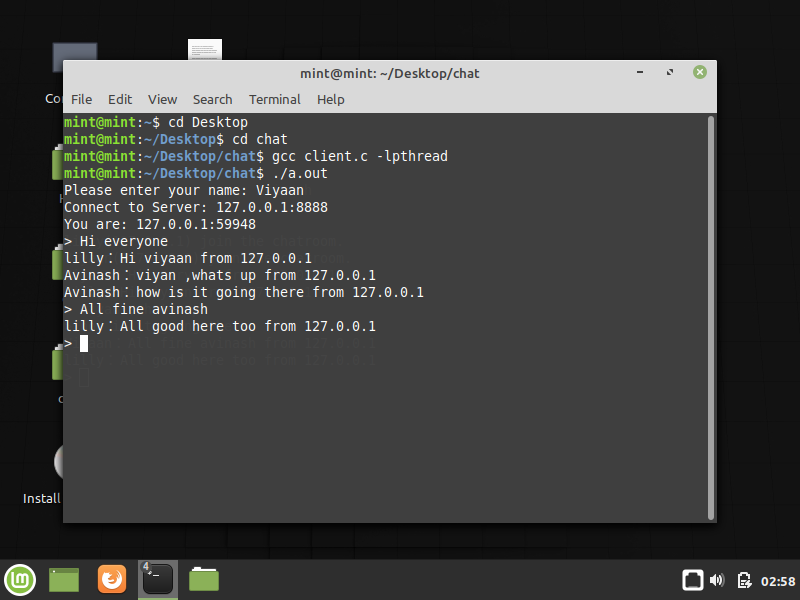 mint@mint: ~/Desktop/chat
File Edit View Search Terminal Help
mint@mint:~$ cd Desktop
mint@mint:~/Desktop$ cd chat
mint@mint:~/Desktop/chat$ gcc client.c -lpthread
mint@mint:~/Desktop/chat$ ./a.out
Please enter your name: Viyaan
Connect to Server: 127.0.0.1:8888
You are: 127.0.0.1:59948
> Hi everyone
lilly：Hi viyaan from 127.0.0.1
Avinash：viyan ,whats up from 127.0.0.1
Avinash：how is it going there from 127.0.0.1
> All fine avinash
lilly：All good here too from 127.0.0.1
>
Install
4
02:58